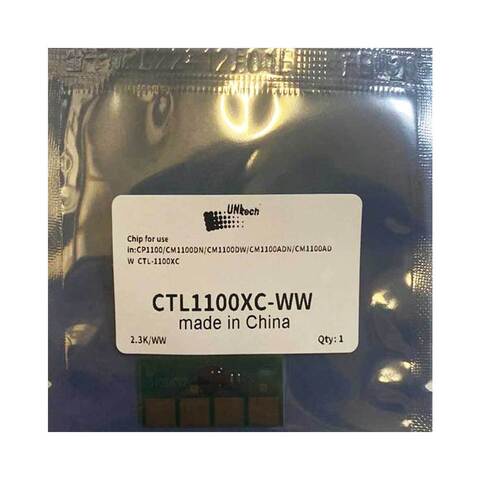 UNItech
Chip for use
in:CP1100/CM1100DN/CM1100DW/CM1100ADN/CM1100AD
W CTL-1100XC
CTL1100XC-WW
made in China
2.3K/WW
Qty: 1